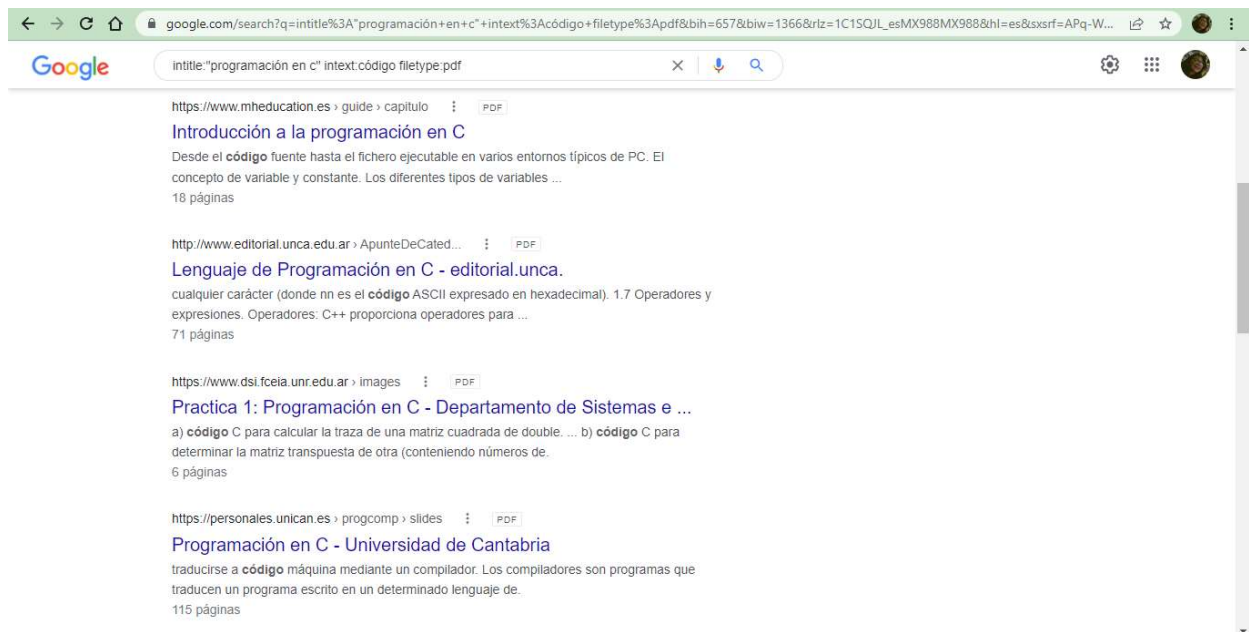 google.com/search?q=intitle%3A"programación+en+c"+intext%3Acódigo+filetype%3Apdf&bih=657&biw=1366&rlz=1C1SQJL_esMX988MX988&hl=es&sxsrf=APq-W...
Google
intitle:"programación en c" intext:código filetype:pdf
https://www.mheducation.es › guide › capitulo PDF
Introducción a la programación en C
Desde el código fuente hasta el fichero ejecutable en varios entornos típicos de PC. El
concepto de variable y constante. Los diferentes tipos de variables ...
18 páginas
http://www.editorial.unca.edu.ar › ApunteDeCated... PDF
Lenguaje de Programación en C - editorial.unca.
cualquier carácter (donde nn es el código ASCII expresado en hexadecimal). 1.7 Operadores y
expresiones. Operadores: C++ proporciona operadores para ...
71 páginas
https://www.dsi.fceia.unr.edu.ar › images PDF
Practica 1: Programación en C - Departamento de Sistemas e ...
a) código C para calcular la traza de una matriz cuadrada de double. ... b) código C para
determinar la matriz transpuesta de otra (conteniendo números de.
6 páginas
https://personales.unican.es › progcomp › slides PDF
Programación en C - Universidad de Cantabria
traducirse a código máquina mediante un compilador. Los compiladores son programas que
traducen un programa escrito en un determinado lenguaje de.
115 páginas